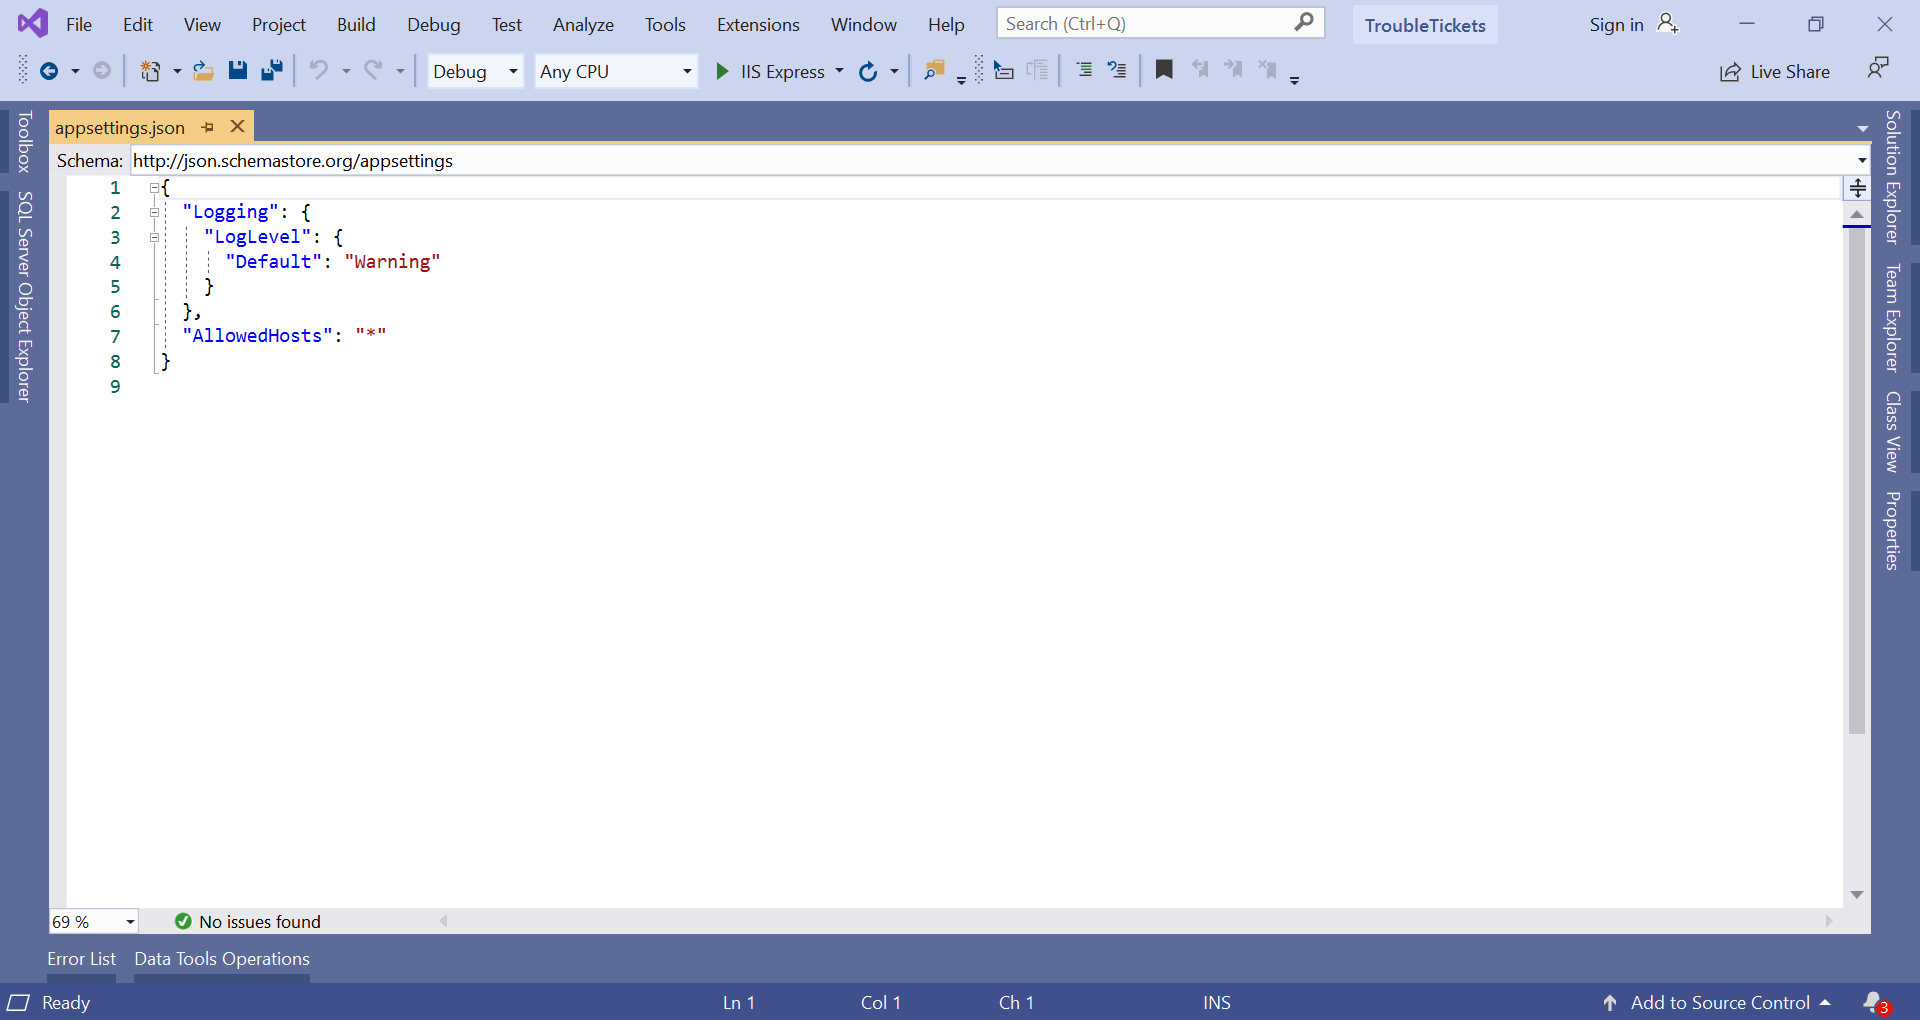 File Edit View Project Build Debug Test Analyze Tools Extensions Window Help Search (Ctrl+Q) TroubleTickets Sign in
Debug Any CPU IIS Express Live Share
appsettings.json
Schema: http://json.schemastore.org/appsettings
1 {
2 "Logging": {
3 "LogLevel": {
4 "Default": "Warning"
5 }
6 },
7 "AllowedHosts": "*"
8 }
9
Toolbox
SQL Server Object Explorer
Solution Explorer
Team Explorer
Class View
Properties
69 % No issues found
Error List Data Tools Operations
Ready Ln 1 Col 1 Ch 1 INS Add to Source Control 3